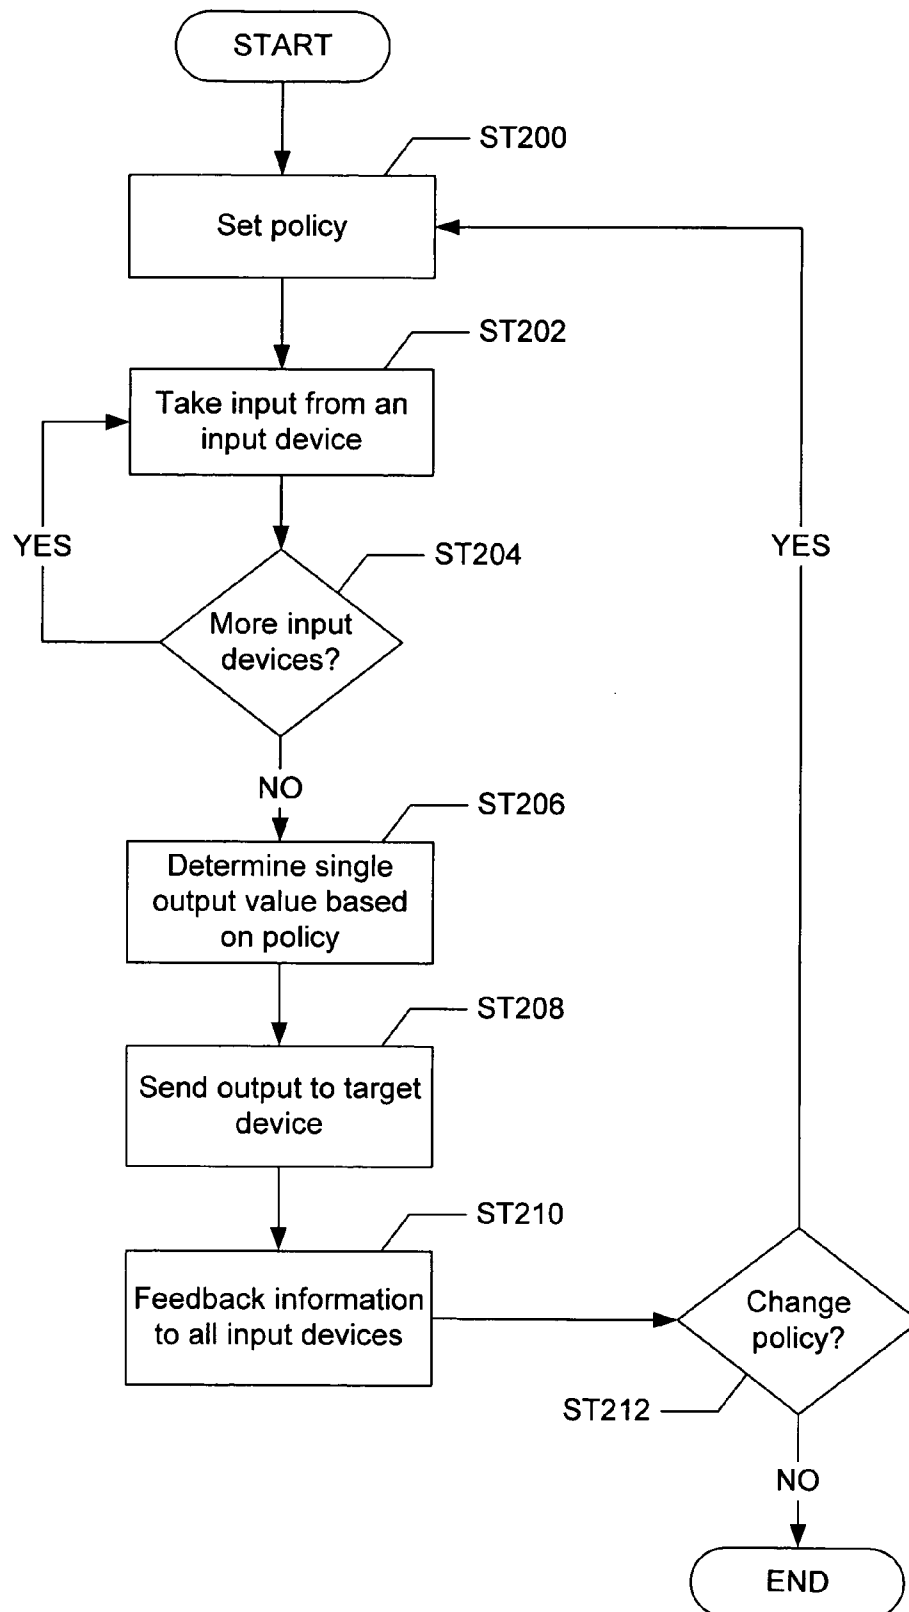 START
ST200
Set policy
ST202
Take input from an
input device
YES
YES
ST204
More input
devices?
NO
ST206
Determine single
output value based
on policy
ST208
Send output to target
device
ST210
Feedback information
to all input devices
Change
policy?
ST212
NO
END